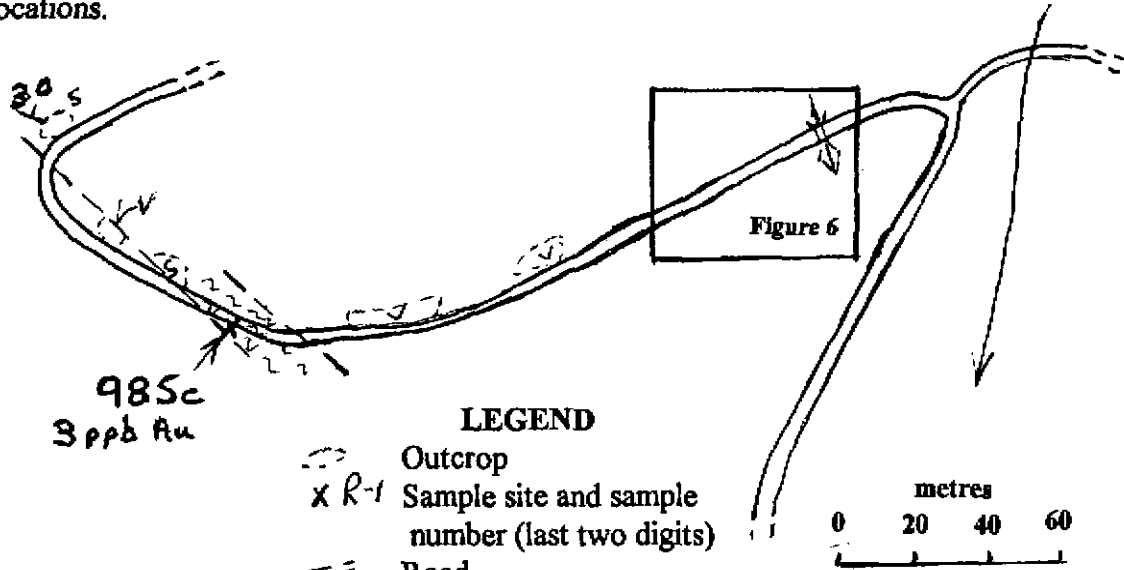 ocations.
30
S
V
S
V
V
Figure 6
985c
3 ppb Au
LEGEND
Outcrop
X R-1 Sample site and sample
number (last two digits)
Road
metres
0 20 40 60